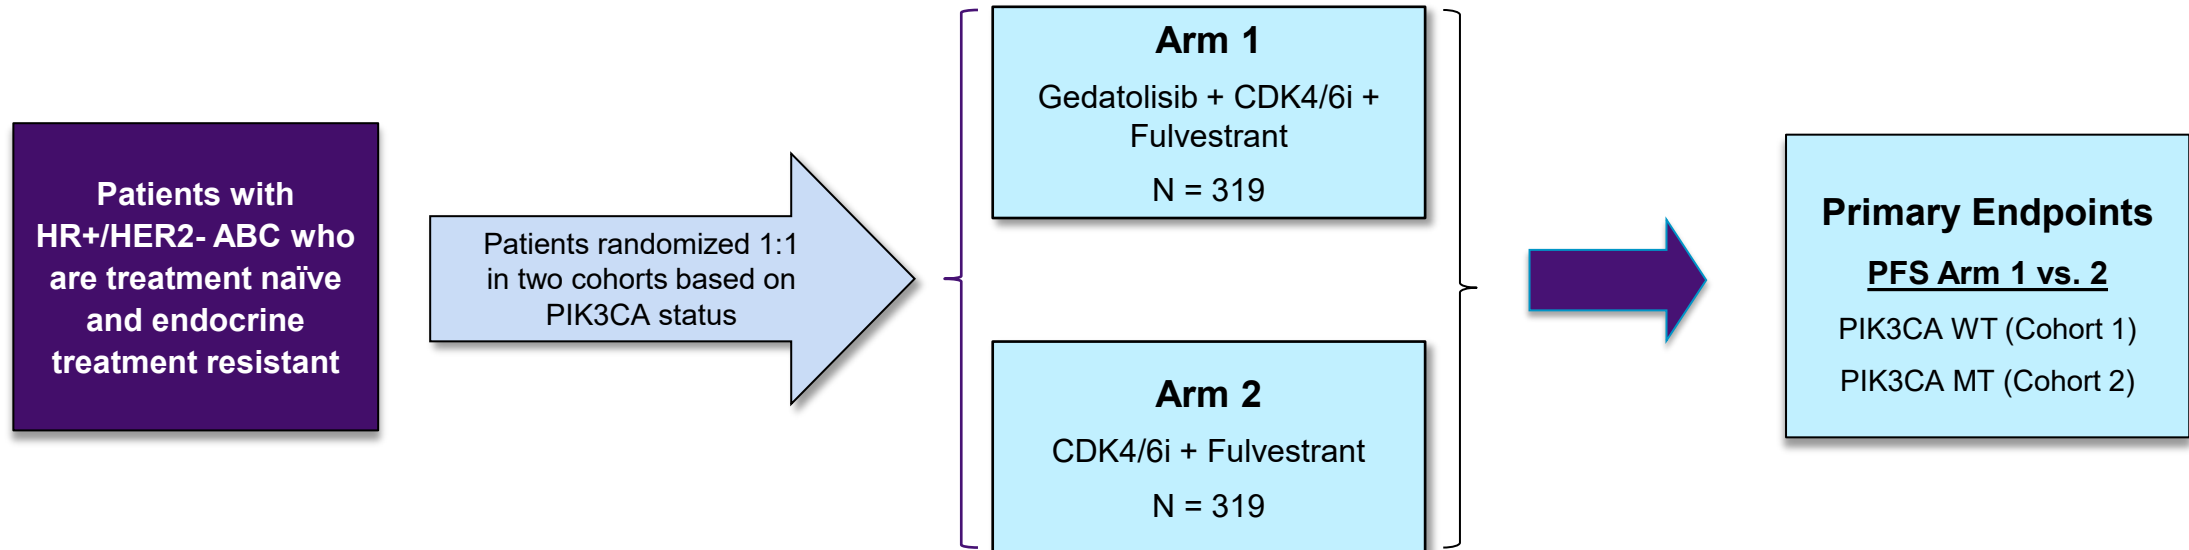 Patients with
HR+/HER2- ABC who
are treatment naïve
and endocrine
treatment resistant
Patients randomized 1:1
in two cohorts based on
PIK3CA status
Arm 1
Gedatolisib + CDK4/6i +
Fulvestrant
N = 319
Arm 2
CDK4/6i + Fulvestrant
N = 319
Primary Endpoints
PFS Arm 1 vs. 2
PIK3CA WT (Cohort 1)
PIK3CA MT (Cohort 2)